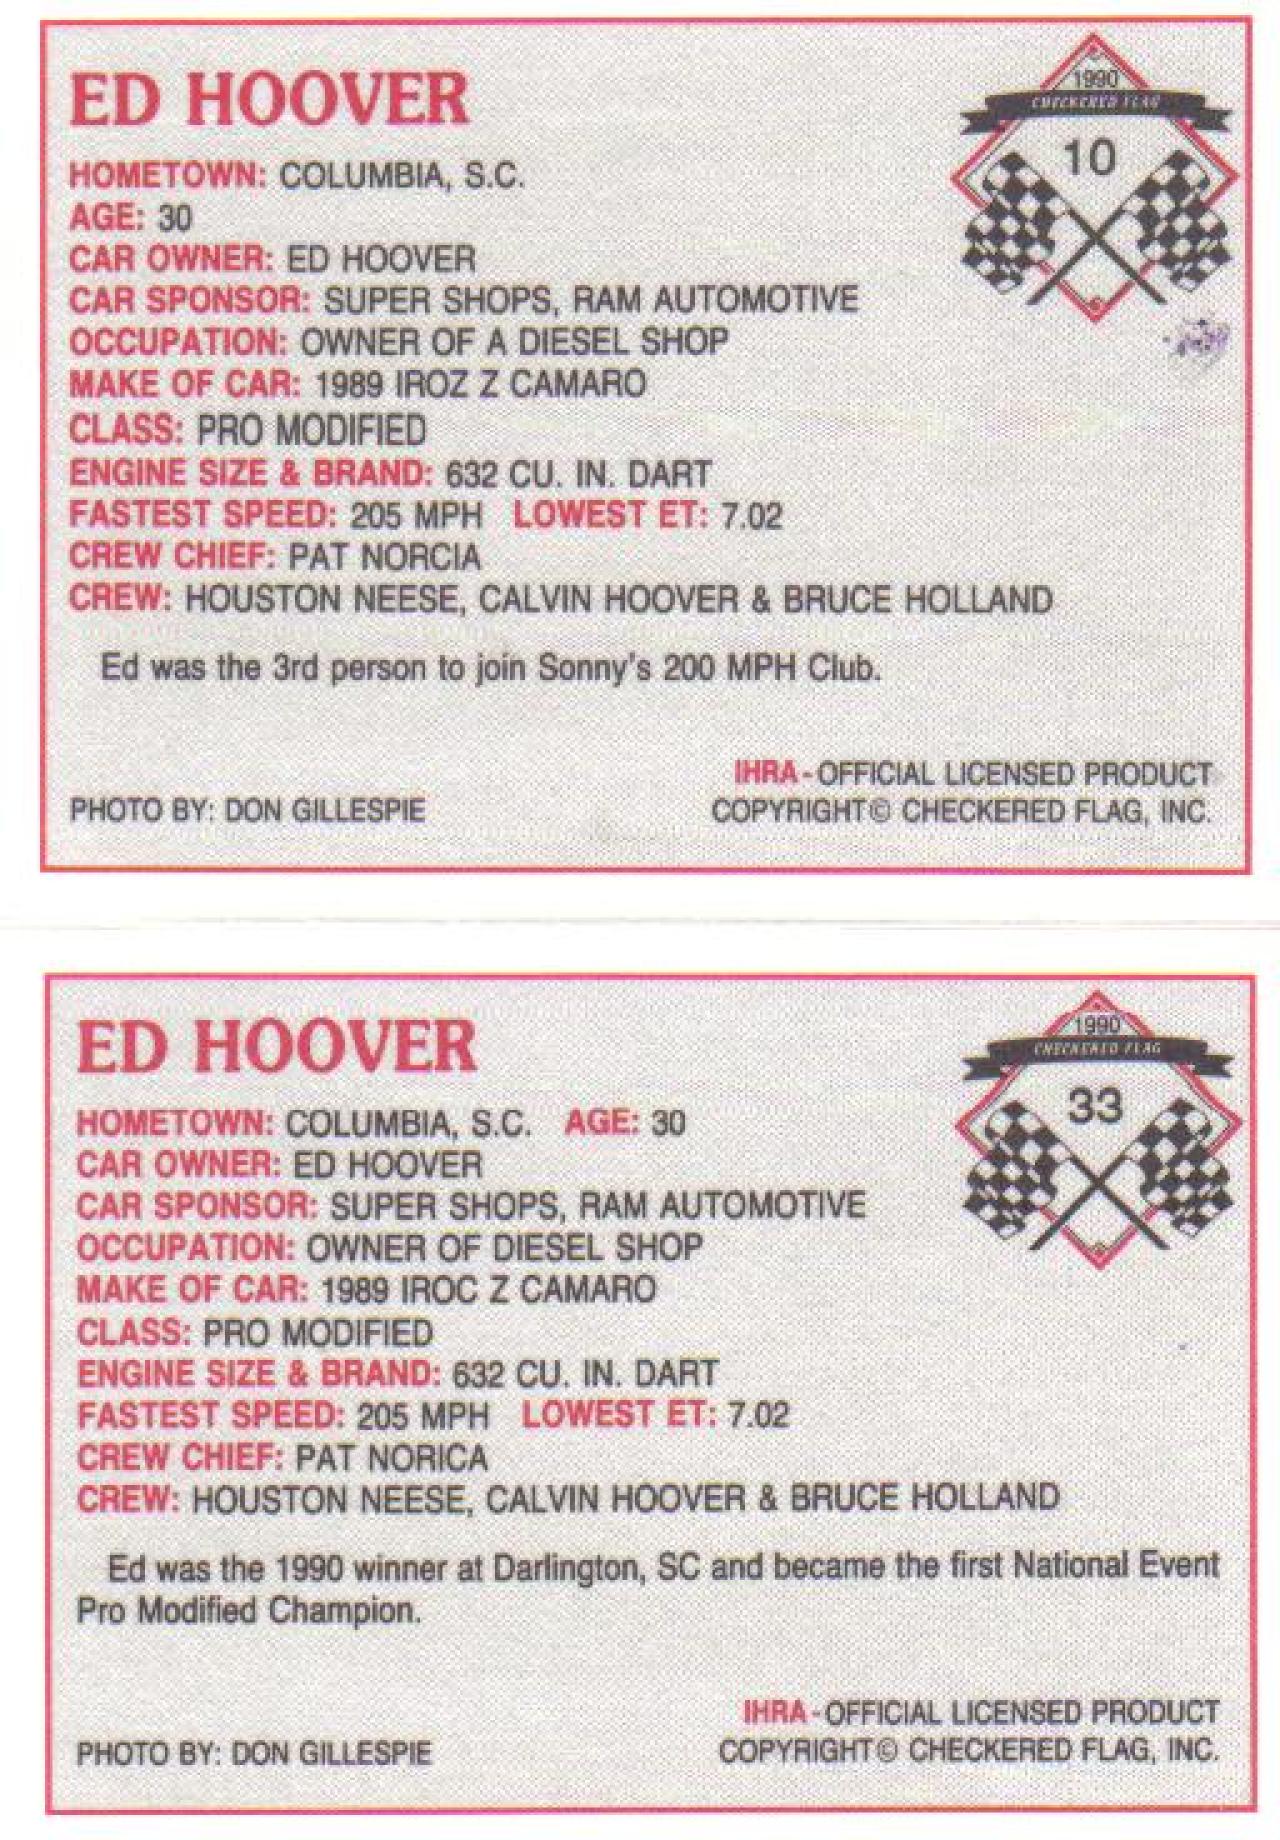 ED HOOVER
1990
CHECKERED FLAG
10
HOMETOWN: COLUMBIA, S.C.
AGE: 30
CAR OWNER: ED HOOVER
CAR SPONSOR: SUPER SHOPS, RAM AUTOMOTIVE
OCCUPATION: OWNER OF A DIESEL SHOP
MAKE OF CAR: 1989 IROZ Z CAMARO
CLASS: PRO MODIFIED
ENGINE SIZE & BRAND: 632 CU. IN. DART
FASTEST SPEED: 205 MPH LOWEST ET: 7.02
CREW CHIEF: PAT NORCIA
CREW: HOUSTON NEESE, CALVIN HOOVER & BRUCE HOLLAND
Ed was the 3rd person to join Sonny's 200 MPH Club.
IHRA - OFFICIAL LICENSED PRODUCT
PHOTO BY: DON GILLESPIE COPYRIGHT© CHECKERED FLAG, INC.
ED HOOVER
1990
CHECKERED FLAG
33
HOMETOWN: COLUMBIA, S.C. AGE: 30
CAR OWNER: ED HOOVER
CAR SPONSOR: SUPER SHOPS, RAM AUTOMOTIVE
OCCUPATION: OWNER OF DIESEL SHOP
MAKE OF CAR: 1989 IROC Z CAMARO
CLASS: PRO MODIFIED
ENGINE SIZE & BRAND: 632 CU. IN. DART
FASTEST SPEED: 205 MPH LOWEST ET: 7.02
CREW CHIEF: PAT NORICA
CREW: HOUSTON NEESE, CALVIN HOOVER & BRUCE HOLLAND
Ed was the 1990 winner at Darlington, SC and became the first National Event
Pro Modified Champion.
IHRA - OFFICIAL LICENSED PRODUCT
PHOTO BY: DON GILLESPIE COPYRIGHT© CHECKERED FLAG, INC.